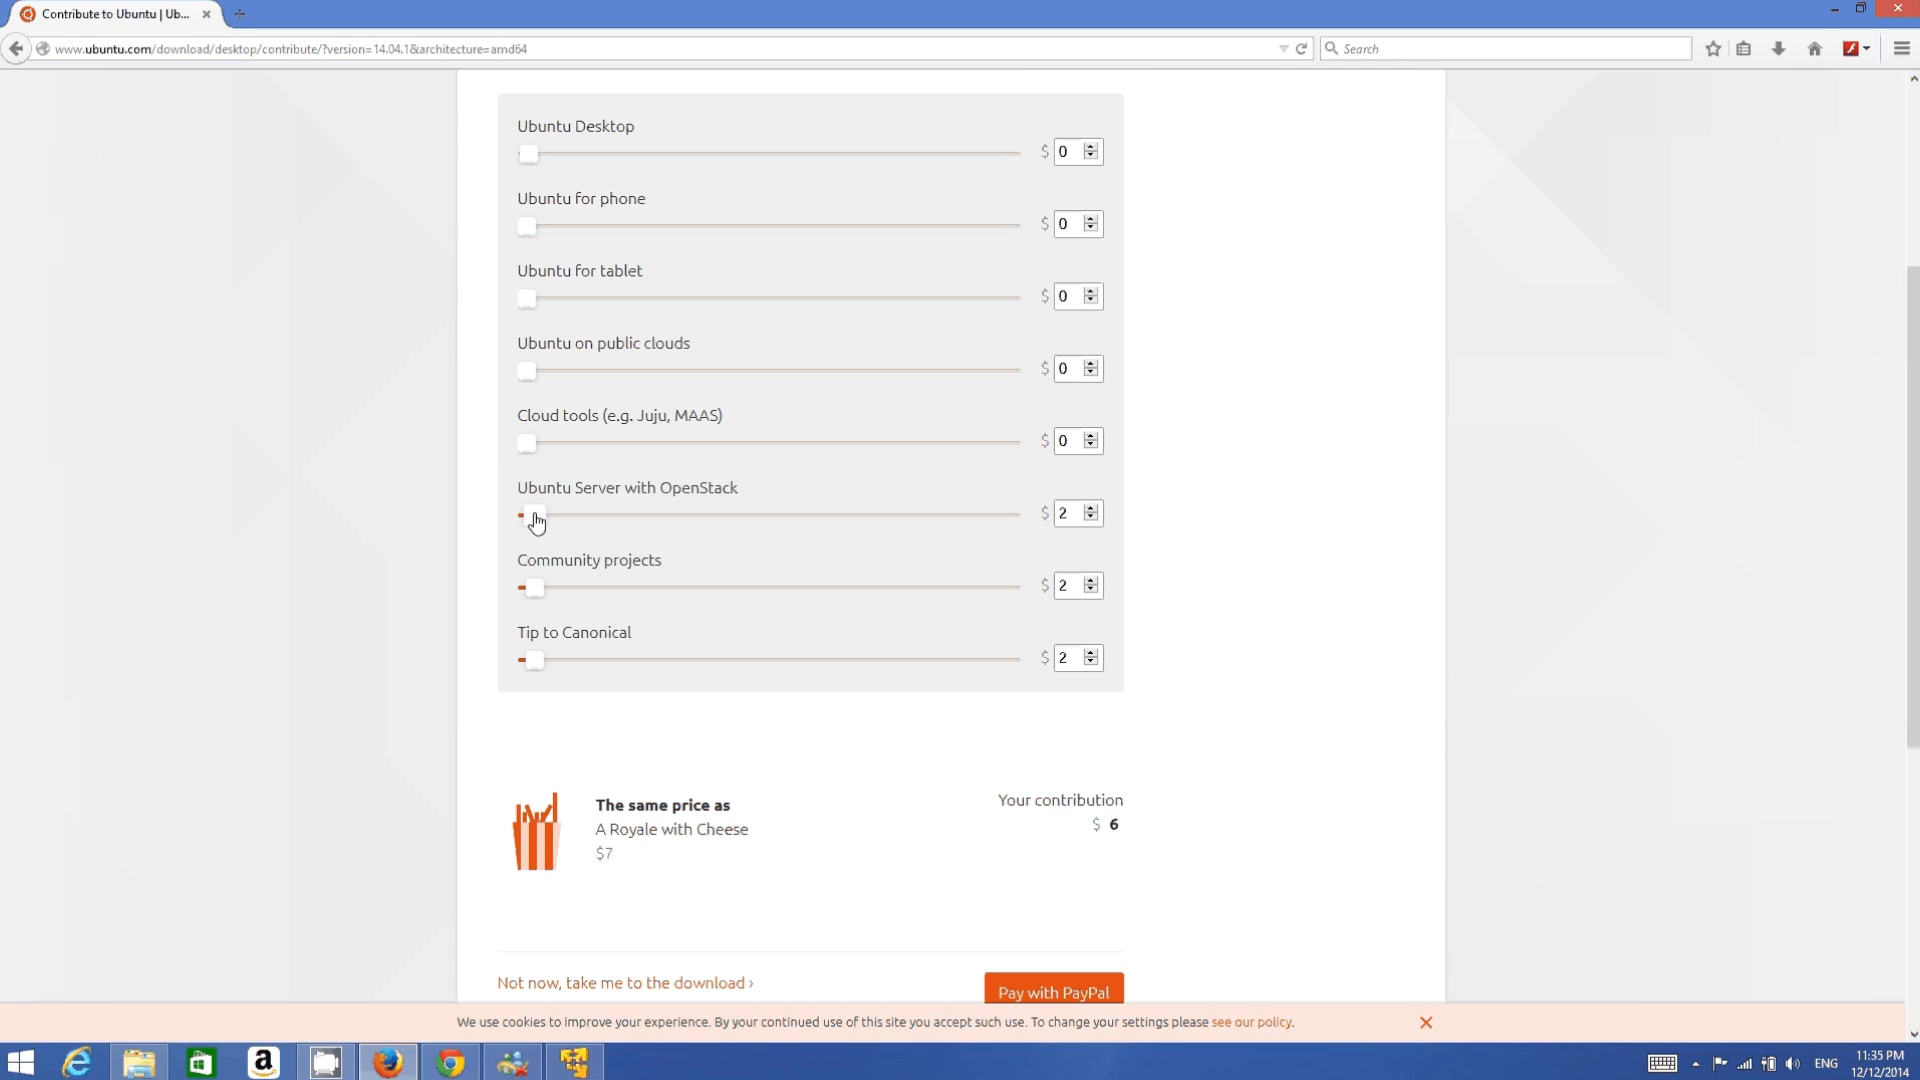 Contribute to Ubuntu | Ub...
www.ubuntu.com/download/desktop/contribute/?version=14.04.1&architecture=amd64
Search
Ubuntu Desktop
$ 0
Ubuntu for phone
$ 0
Ubuntu for tablet
$ 0
Ubuntu on public clouds
$ 0
Cloud tools (e.g. Juju, MAAS)
$ 0
Ubuntu Server with OpenStack
$ 2
Community projects
$ 2
Tip to Canonical
$ 2
The same price as
A Royale with Cheese
$7
Your contribution
$ 6
Not now, take me to the download ›
Pay with PayPal
We use cookies to improve your experience. By your continued use of this site you accept such use. To change your settings please see our policy.
ENG
11:35 PM
12/12/2014